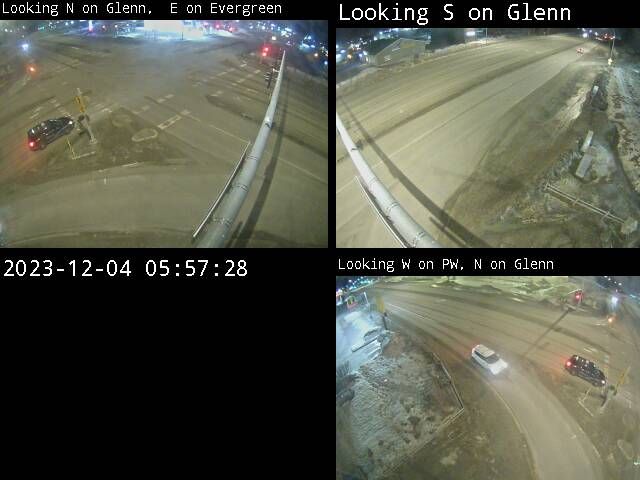 Looking N on Glenn,  E on Evergreen
Looking S on Glenn
2023-12-04 05:57:28
Looking W on PW, N on Glenn